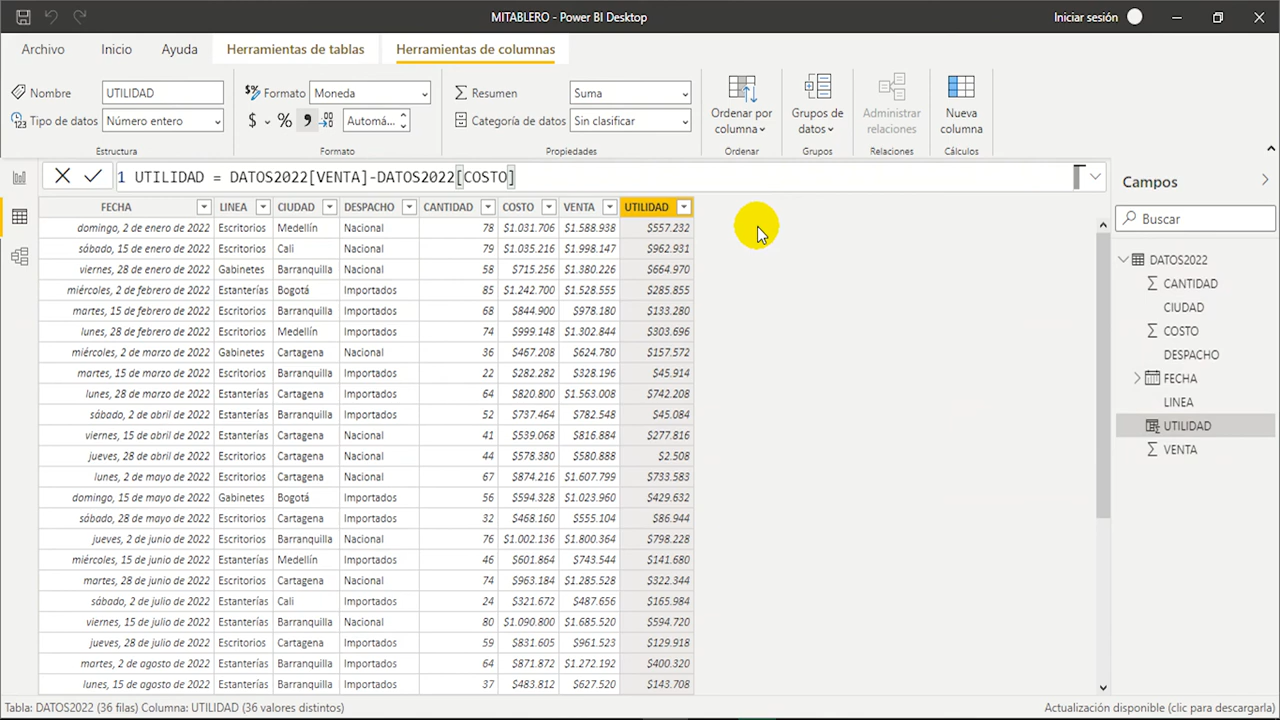 MITABLERO - Power BI Desktop
Iniciar sesión
Archivo Inicio Ayuda Herramientas de tablas Herramientas de columnas
Nombre UTILIDAD Formato Moneda Resumen Suma
Tipo de datos Número entero $ % Automá... Categoría de datos Sin clasificar
Ordenar por columna
Grupos de datos
Administrar relaciones
Nueva columna
Estructura Formato Propiedades Ordenar Grupos Relaciones Cálculos
1 UTILIDAD = DATOS2022[VENTA]-DATOS2022[COSTO]
FECHA LINEA CIUDAD DESPACHO CANTIDAD COSTO VENTA UTILIDAD
domingo, 2 de enero de 2022 Escritorios Medellín Nacional 78 $1.031.706 $1.588.938 $557.232
sábado, 15 de enero de 2022 Escritorios Cali Nacional 79 $1.035.216 $1.998.147 $962.931
viernes, 28 de enero de 2022 Gabinetes Barranquilla Nacional 58 $715.256 $1.380.226 $664.970
miércoles, 2 de febrero de 2022 Estanterías Bogotá Importados 85 $1.242.700 $1.528.555 $285.855
martes, 15 de febrero de 2022 Escritorios Barranquilla Importados 68 $844.900 $978.180 $133.280
lunes, 28 de febrero de 2022 Escritorios Medellín Importados 74 $999.148 $1.302.844 $303.696
miércoles, 2 de marzo de 2022 Gabinetes Cartagena Nacional 36 $467.208 $624.780 $157.572
martes, 15 de marzo de 2022 Escritorios Barranquilla Importados 22 $282.282 $328.196 $45.914
lunes, 28 de marzo de 2022 Estanterías Cartagena Importados 64 $820.800 $1.563.008 $742.208
sábado, 2 de abril de 2022 Estanterías Barranquilla Importados 52 $737.464 $782.548 $45.084
viernes, 15 de abril de 2022 Estanterías Cartagena Nacional 41 $539.068 $816.884 $277.816
jueves, 28 de abril de 2022 Escritorios Cartagena Nacional 44 $578.380 $580.888 $2.508
lunes, 2 de mayo de 2022 Escritorios Cartagena Nacional 67 $874.216 $1.607.799 $733.583
domingo, 15 de mayo de 2022 Gabinetes Bogotá Importados 56 $594.328 $1.023.960 $429.632
sábado, 28 de mayo de 2022 Escritorios Cartagena Importados 32 $468.160 $555.104 $86.944
jueves, 2 de junio de 2022 Escritorios Barranquilla Nacional 76 $1.002.136 $1.800.364 $798.228
miércoles, 15 de junio de 2022 Estanterías Medellín Importados 46 $601.864 $743.544 $141.680
martes, 28 de junio de 2022 Escritorios Cartagena Nacional 74 $963.184 $1.285.528 $322.344
sábado, 2 de julio de 2022 Estanterías Cali Importados 24 $321.672 $487.656 $165.984
viernes, 15 de julio de 2022 Estanterías Barranquilla Nacional 80 $1.090.800 $1.685.520 $594.720
jueves, 28 de julio de 2022 Escritorios Cartagena Importados 59 $831.605 $961.523 $129.918
martes, 2 de agosto de 2022 Estanterías Barranquilla Importados 64 $871.872 $1.272.192 $400.320
lunes, 15 de agosto de 2022 Estanterías Barranquilla Importados 37 $483.812 $627.520 $143.708
Campos
Buscar
DATOS2022
CANTIDAD
CIUDAD
COSTO
DESPACHO
FECHA
LINEA
UTILIDAD
VENTA
Tabla: DATOS2022 (36 filas) Columna: UTILIDAD (36 valores distintos)
Actualización disponible (clic para descargarla)